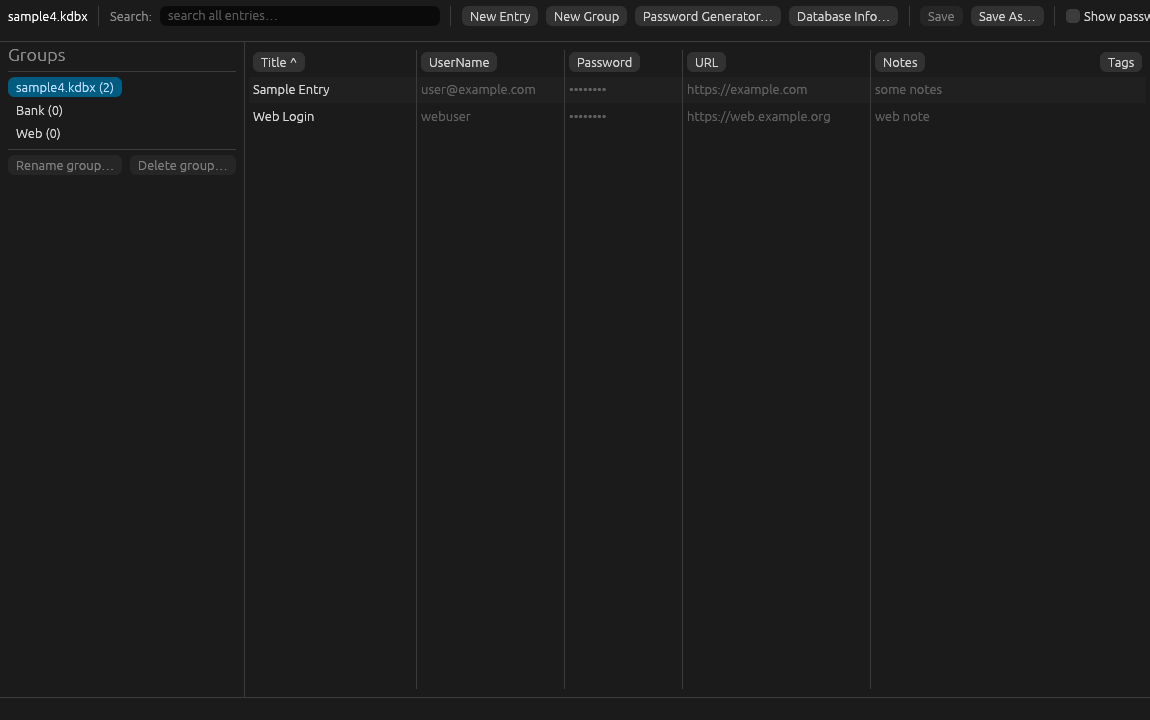 sample4.kdbx Search: search all entries... New Entry New Group Password Generator... Database Info... Save Save As... Show passw
Groups
sample4.kdbx (2)
Bank (0)
Web (0)
Rename group... Delete group...
Title ^ UserName Password URL Notes Tags
Sample Entry user@example.com •••••••• https://example.com some notes
Web Login webuser •••••••• https://web.example.org web note